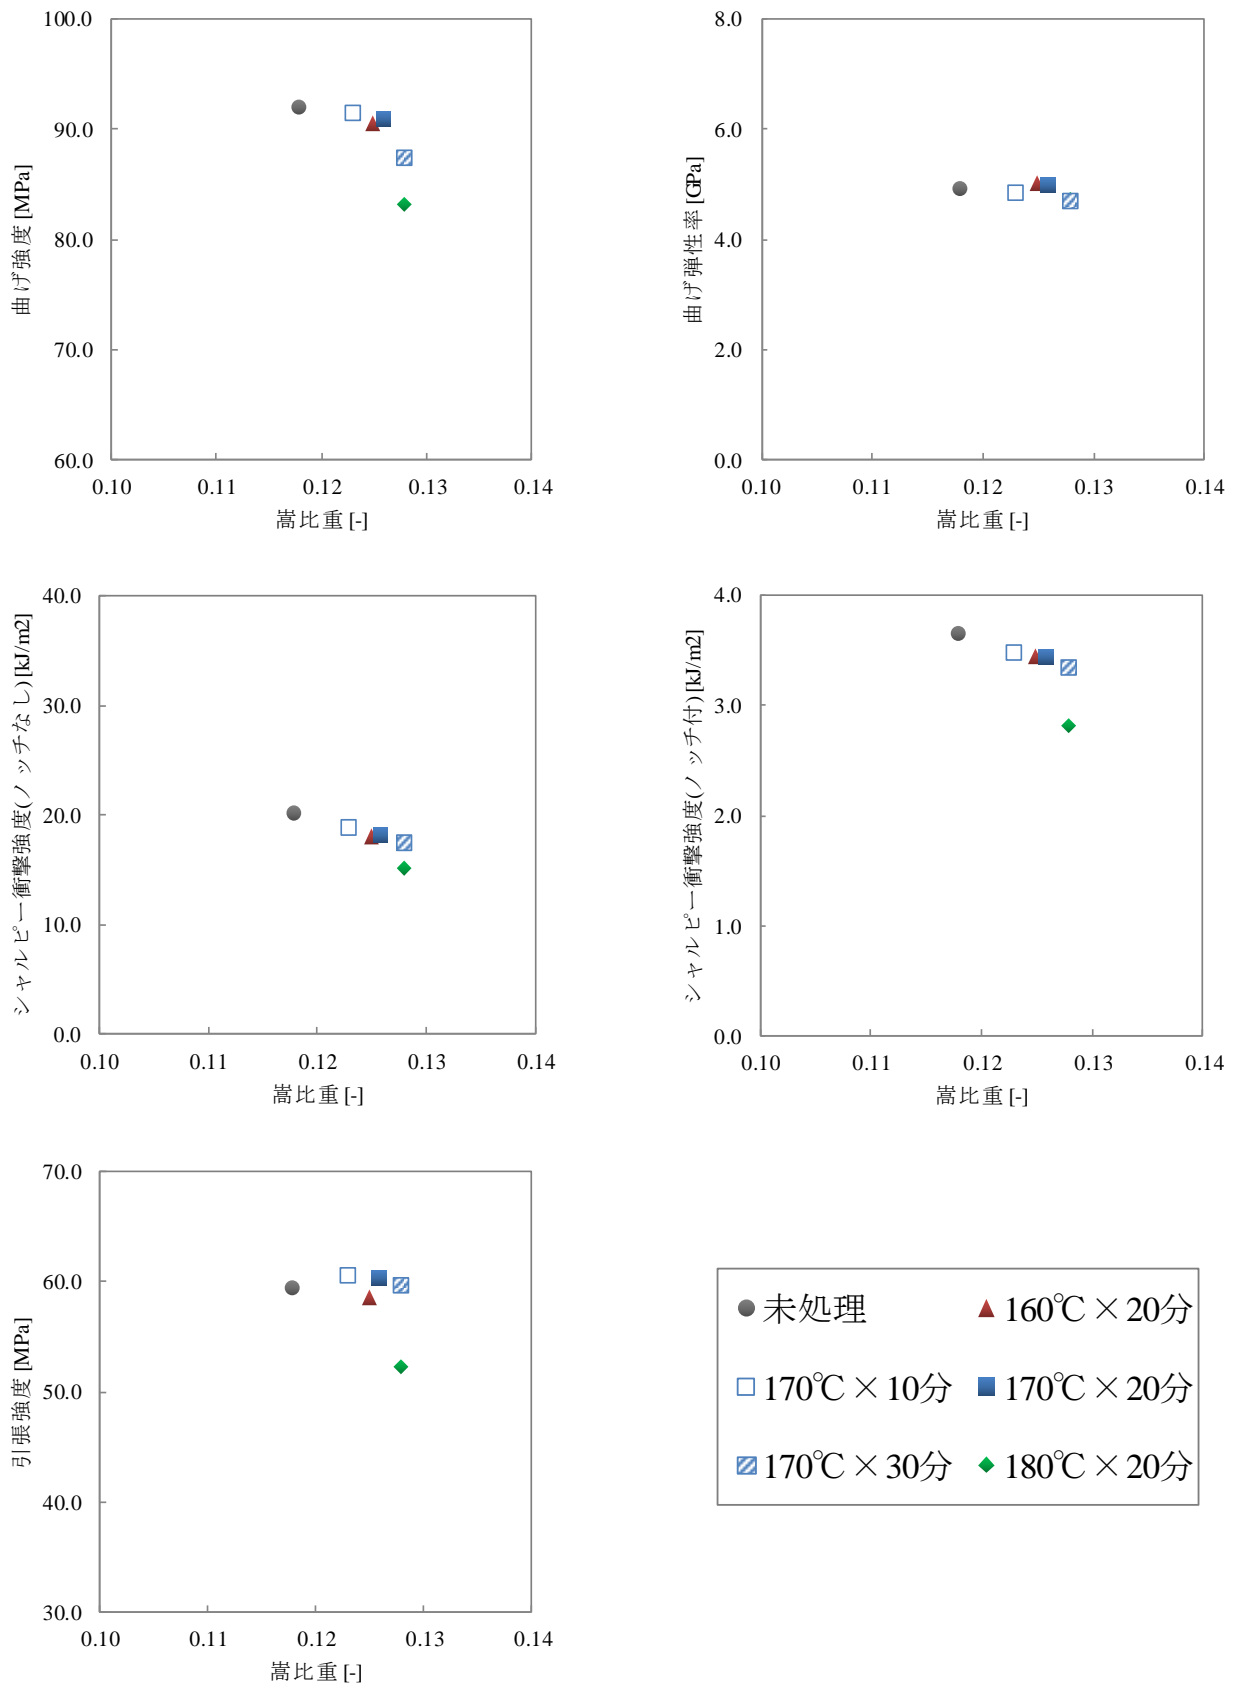 100.0
90.0
80.0
70.0
60.0
0.10 0.11 0.12 0.13 0.14
曲げ強度 [MPa]
嵩比重 [-]
8.0
6.0
4.0
2.0
0.0
0.10 0.11 0.12 0.13 0.14
曲げ弾性率 [GPa]
嵩比重 [-]
40.0
30.0
20.0
10.0
0.0
0.10 0.11 0.12 0.13 0.14
シャルピー衝撃強度(ノッチなし) [kJ/m2]
嵩比重 [-]
4.0
3.0
2.0
1.0
0.0
0.10 0.11 0.12 0.13 0.14
シャルピー衝撃強度(ノッチ付) [kJ/m2]
嵩比重 [-]
70.0
60.0
50.0
40.0
30.0
0.10 0.11 0.12 0.13 0.14
引張強度 [MPa]
嵩比重 [-]
未処理 160℃×20分
170℃×10分 170℃×20分
170℃×30分 180℃×20分